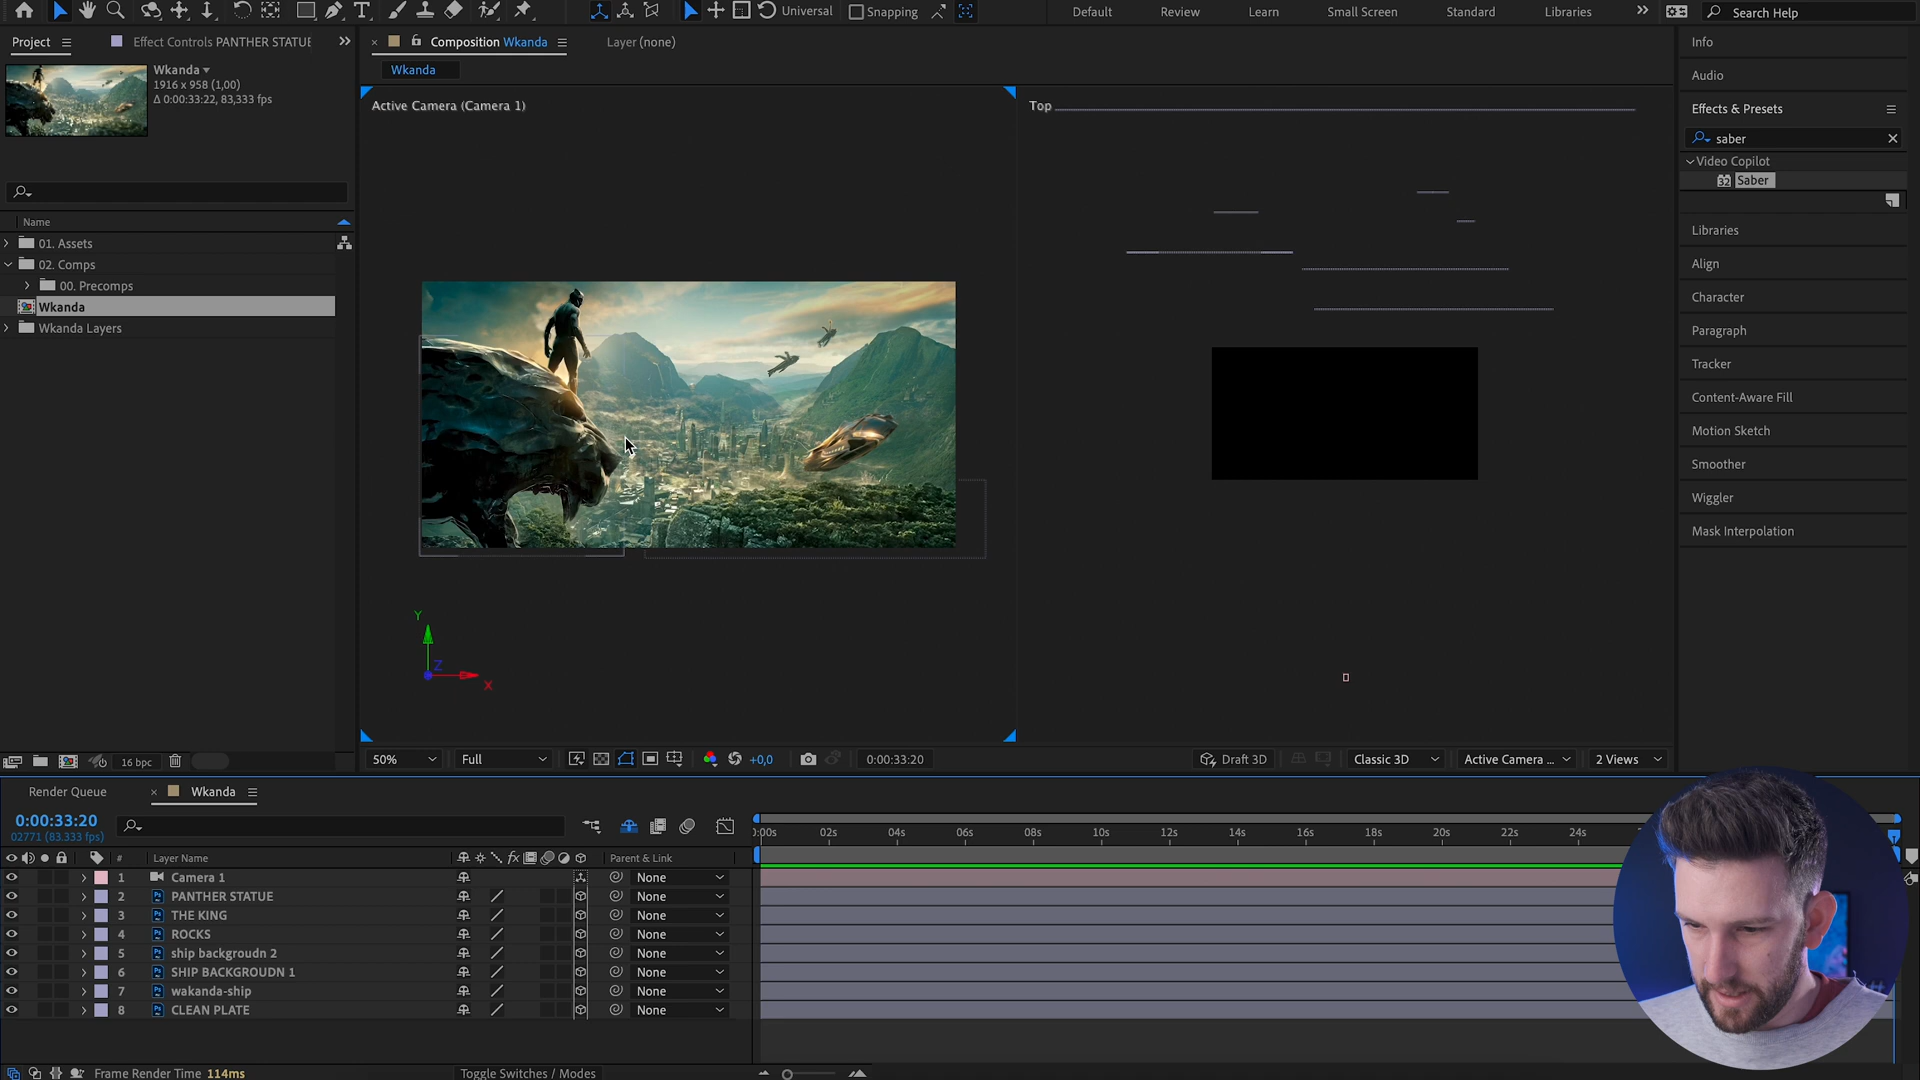 Universal
Snapping
Default
Review
Learn
Small Screen
Standard
Libraries
Search Help
Project
Effect Controls PANTHER STATUE
Composition Wkanda
Layer (none)
Info
Wkanda
1916 x 958 (1,00)
Δ 0:00:33:22, 83,333 fps
Wkanda
Audio
Active Camera (Camera 1)
Top
Effects & Presets
saber
Video Copilot
32 Saber
Name
01. Assets
02. Comps
00. Precomps
Wkanda
Wkanda Layers
Libraries
Align
Character
Paragraph
Tracker
Content-Aware Fill
Motion Sketch
Smoother
Wiggler
Mask Interpolation
Y
Z
X
16 bpc
50%
Full
+0,0
0:00:33:20
Draft 3D
Classic 3D
Active Camera ...
2 Views
Render Queue
Wkanda
0:00:33:20
02771 (83.333 fps)
:00s
02s
04s
06s
08s
10s
12s
14s
16s
18s
20s
22s
24s
# Layer Name
fx
Parent & Link
1 Camera 1 None
2 PANTHER STATUE None
3 THE KING None
4 ROCKS None
5 ship backgroudn 2 None
6 SHIP BACKGROUDN 1 None
7 wakanda-ship None
8 CLEAN PLATE None
Frame Render Time 114ms
Toggle Switches / Modes